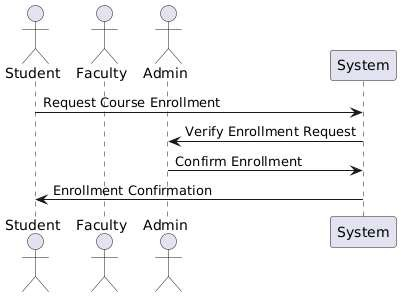 Student Faculty Admin System
Request Course Enrollment
Verify Enrollment Request
Confirm Enrollment
Enrollment Confirmation
Student Faculty Admin System